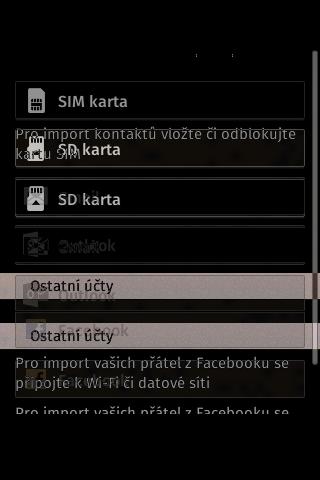 SIM karta
Pro import kontaktů vložte či odblokujte
kartu SIM
SD karta
SD karta
Outlook
Ostatní účty
Outlook
Facebook
Ostatní účty
Pro import vašich přátel z Facebooku se
připojte k Wi-Fi či datové síti
Pro import vašich přátel z Facebooku se